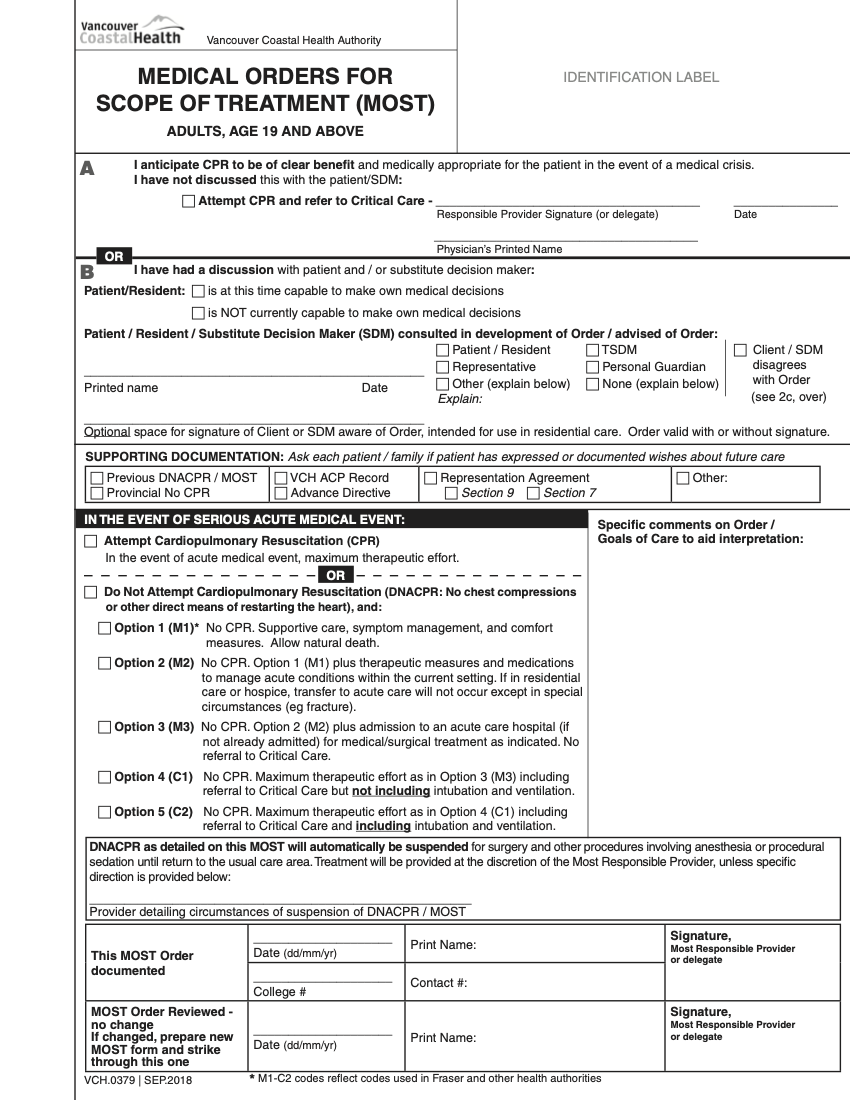 Vancouver
CoastalHealth
Vancouver Coastal Health Authority
MEDICAL ORDERS FOR
SCOPE OF TREATMENT (MOST)
ADULTS, AGE 19 AND ABOVE
IDENTIFICATION LABEL
A
I anticipate CPR to be of clear benefit and medically appropriate for the patient in the event of a medical crisis.
I have not discussed this with the patient/SDM:
Attempt CPR and refer to Critical Care -
Responsible Provider Signature (or delegate)
Date
Physician's Printed Name
OR
B
I have had a discussion with patient and / or substitute decision maker:
Patient/Resident: is at this time capable to make own medical decisions
is NOT currently capable to make own medical decisions
Patient / Resident / Substitute Decision Maker (SDM) consulted in development of Order / advised of Order:
Printed name Date
Patient / Resident
Representative
Other (explain below)
Explain:
TSDM
Personal Guardian
None (explain below)
Client / SDM
disagrees
with Order
(see 2c, over)
Optional space for signature of Client or SDM aware of Order, intended for use in residential care. Order valid with or without signature.
SUPPORTING DOCUMENTATION: Ask each patient / family if patient has expressed or documented wishes about future care
Previous DNACPR / MOST
Provincial No CPR
VCH ACP Record
Advance Directive
Representation Agreement
Section 9 Section 7
Other:
IN THE EVENT OF SERIOUS ACUTE MEDICAL EVENT:
Attempt Cardiopulmonary Resuscitation (CPR)
In the event of acute medical event, maximum therapeutic effort.
OR
Do Not Attempt Cardiopulmonary Resuscitation (DNACPR: No chest compressions
or other direct means of restarting the heart), and:
Option 1 (M1)* No CPR. Supportive care, symptom management, and comfort
measures. Allow natural death.
Option 2 (M2) No CPR. Option 1 (M1) plus therapeutic measures and medications
to manage acute conditions within the current setting. If in residential
care or hospice, transfer to acute care will not occur except in special
circumstances (eg fracture).
Option 3 (M3) No CPR. Option 2 (M2) plus admission to an acute care hospital (if
not already admitted) for medical/surgical treatment as indicated. No
referral to Critical Care.
Option 4 (C1) No CPR. Maximum therapeutic effort as in Option 3 (M3) including
referral to Critical Care but not including intubation and ventilation.
Option 5 (C2) No CPR. Maximum therapeutic effort as in Option 4 (C1) including
referral to Critical Care and including intubation and ventilation.
Specific comments on Order /
Goals of Care to aid interpretation:
DNACPR as detailed on this MOST will automatically be suspended for surgery and other procedures involving anesthesia or procedural
sedation until return to the usual care area. Treatment will be provided at the discretion of the Most Responsible Provider, unless specific
direction is provided below:
Provider detailing circumstances of suspension of DNACPR / MOST
This MOST Order
documented
Date (dd/mm/yr)
College #
Print Name:
Contact #:
Signature,
Most Responsible Provider
or delegate
MOST Order Reviewed -
no change
If changed, prepare new
MOST form and strike
through this one
Date (dd/mm/yr)
Print Name:
Signature,
Most Responsible Provider
or delegate
VCH.0379 | SEP.2018
* M1-C2 codes reflect codes used in Fraser and other health authorities